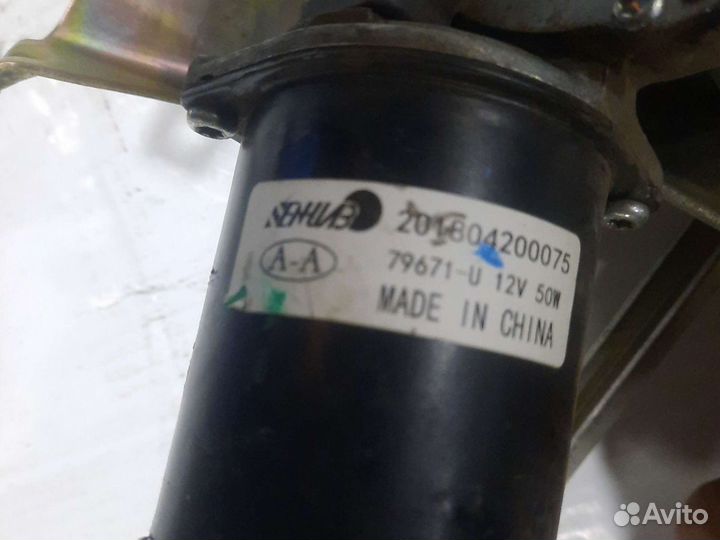 201804200075
A-A
79671-U 12V 50W
MADE IN CHINA
Avito